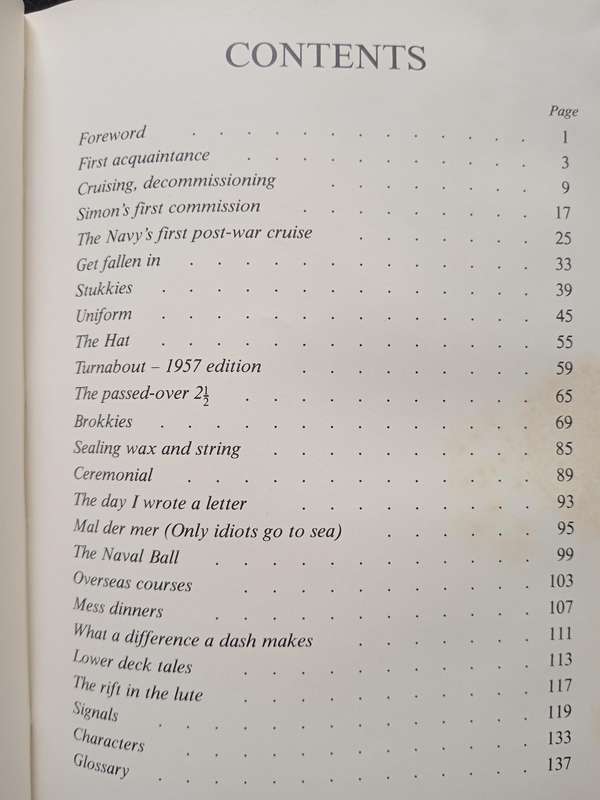 CONTENTS
Page
Foreword . . . . . . . . . . . . . 1
First acquaintance . . . . . . . . . . . 3
Cruising, decommissioning . . . . . . . . 9
Simon's first commission . . . . . . . . . 17
The Navy's first post-war cruise . . . . . . . 25
Get fallen in . . . . . . . . . . . . . 33
Stukkies . . . . . . . . . . . . . . 39
Uniform . . . . . . . . . . . . . . 45
The Hat . . . . . . . . . . . . . . 55
Turnabout – 1957 edition . . . . . . . . . 59
The passed-over 2½ . . . . . . . . . . . 65
Brokkies . . . . . . . . . . . . . . 69
Sealing wax and string . . . . . . . . . . 85
Ceremonial . . . . . . . . . . . . . 89
The day I wrote a letter . . . . . . . . . 93
Mal der mer (Only idiots go to sea) . . . . . . 95
The Naval Ball . . . . . . . . . . . . 99
Overseas courses . . . . . . . . . . . 103
Mess dinners . . . . . . . . . . . . 107
What a difference a dash makes . . . . . . . 111
Lower deck tales . . . . . . . . . . . 113
The rift in the lute . . . . . . . . . . . 117
Signals . . . . . . . . . . . . . . 119
Characters . . . . . . . . . . . . . 133
Glossary . . . . . . . . . . . . . . 137